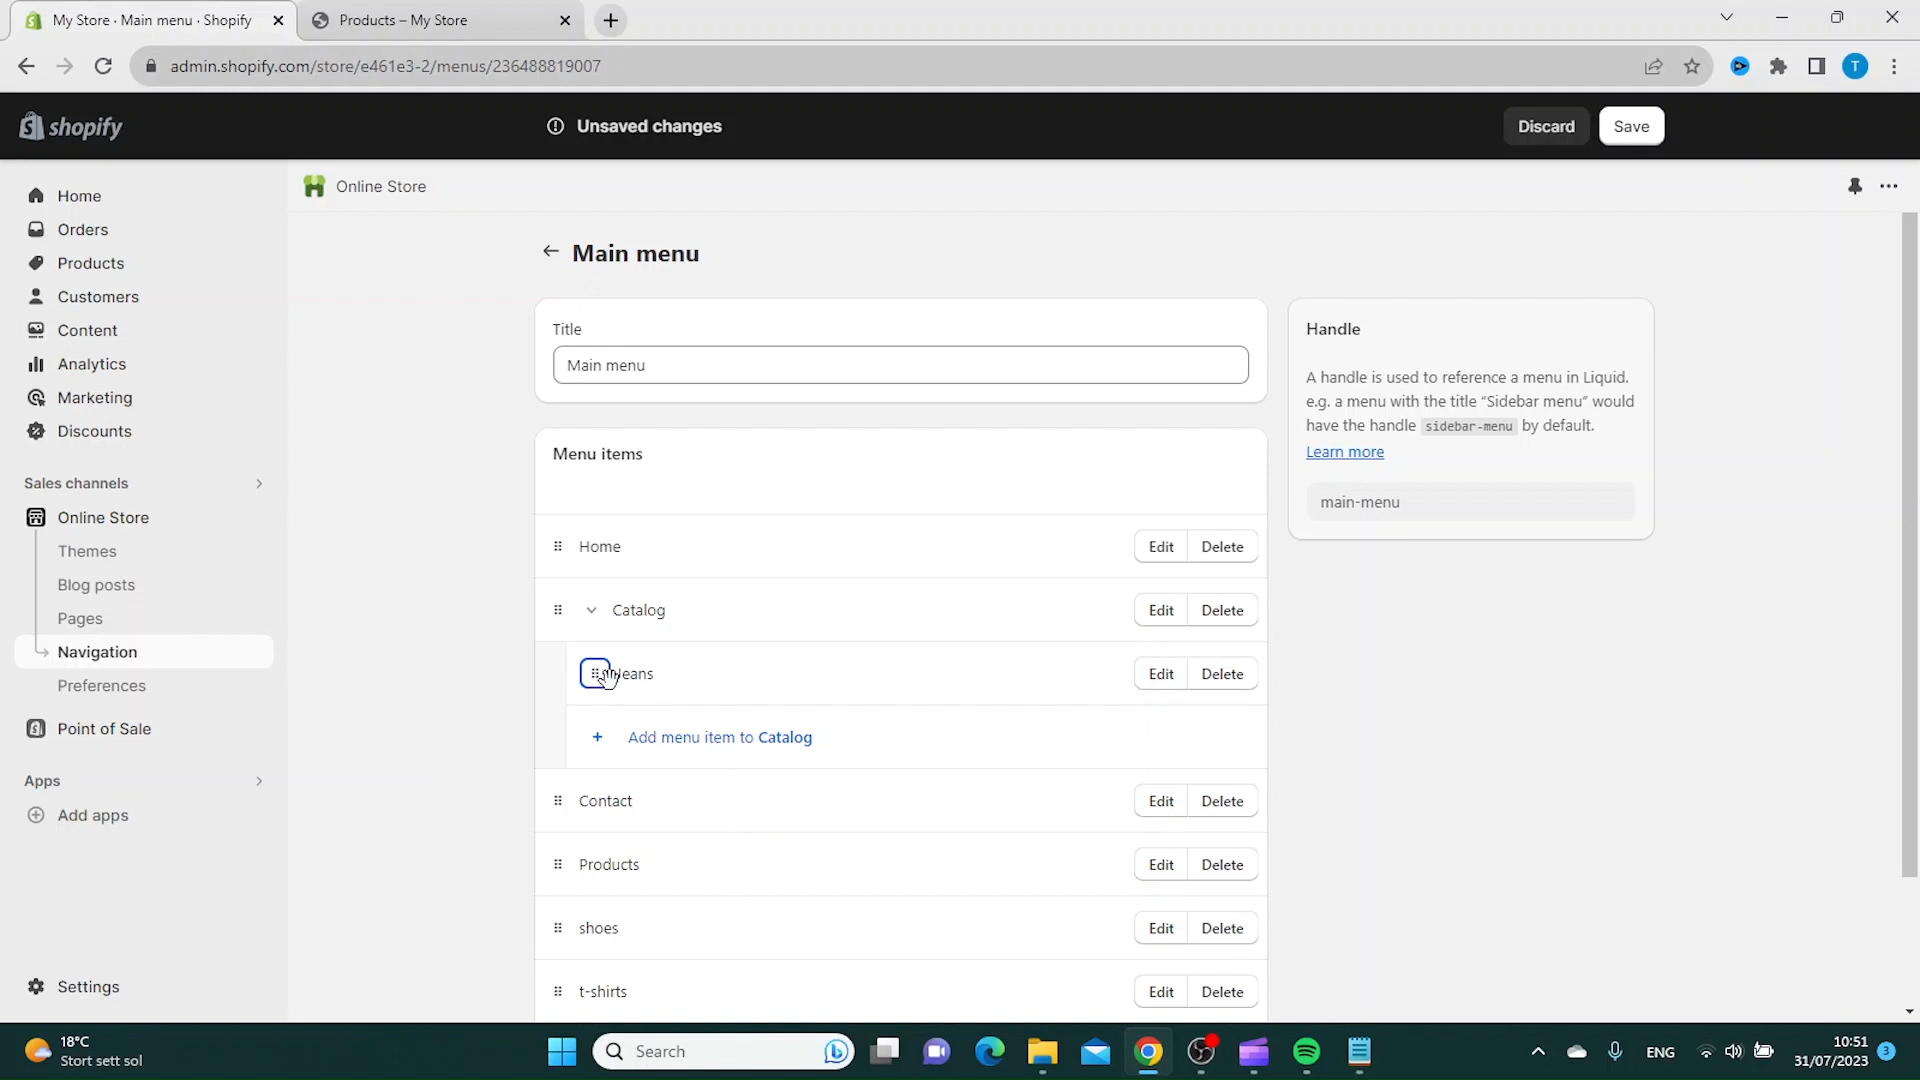 My Store · Main menu · Shopify
Products – My Store
admin.shopify.com/store/e461e3-2/menus/236488819007
T
shopify
Unsaved changes
Discard
Save
Home
Orders
Products
Customers
Content
Analytics
Marketing
Discounts
Sales channels
Online Store
Themes
Blog posts
Pages
Navigation
Preferences
Point of Sale
Apps
Add apps
Settings
Online Store
Main menu
Title
Main menu
Menu items
Home
Edit
Delete
Catalog
Edit
Delete
Jeans
Edit
Delete
Add menu item to Catalog
Contact
Edit
Delete
Products
Edit
Delete
shoes
Edit
Delete
t-shirts
Edit
Delete
Handle
A handle is used to reference a menu in Liquid.
e.g. a menu with the title “Sidebar menu” would
have the handle sidebar-menu by default.
Learn more
main-menu
18°C
Stort sett sol
Search
ENG
10:51
31/07/2023
3